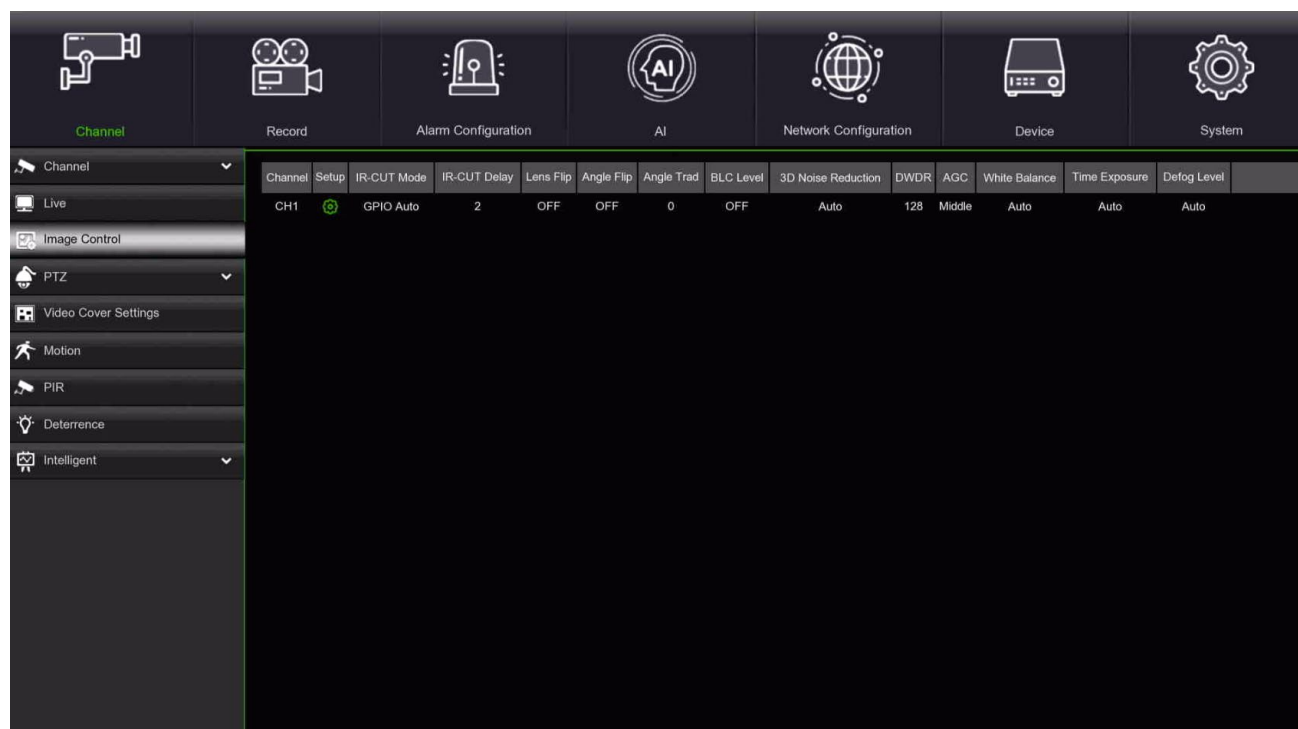 AI
Channel Record Alarm Configuration AI Network Configuration Device System
Channel
Live
Image Control
PTZ
Video Cover Settings
Motion
PIR
Deterrence
Intelligent
Channel Setup IR-CUT Mode IR-CUT Delay Lens Flip Angle Flip Angle Trad BLC Level 3D Noise Reduction DWDR AGC White Balance Time Exposure Defog Level
CH1 GPIO Auto 2 OFF OFF 0 OFF Auto 128 Middle Auto Auto Auto